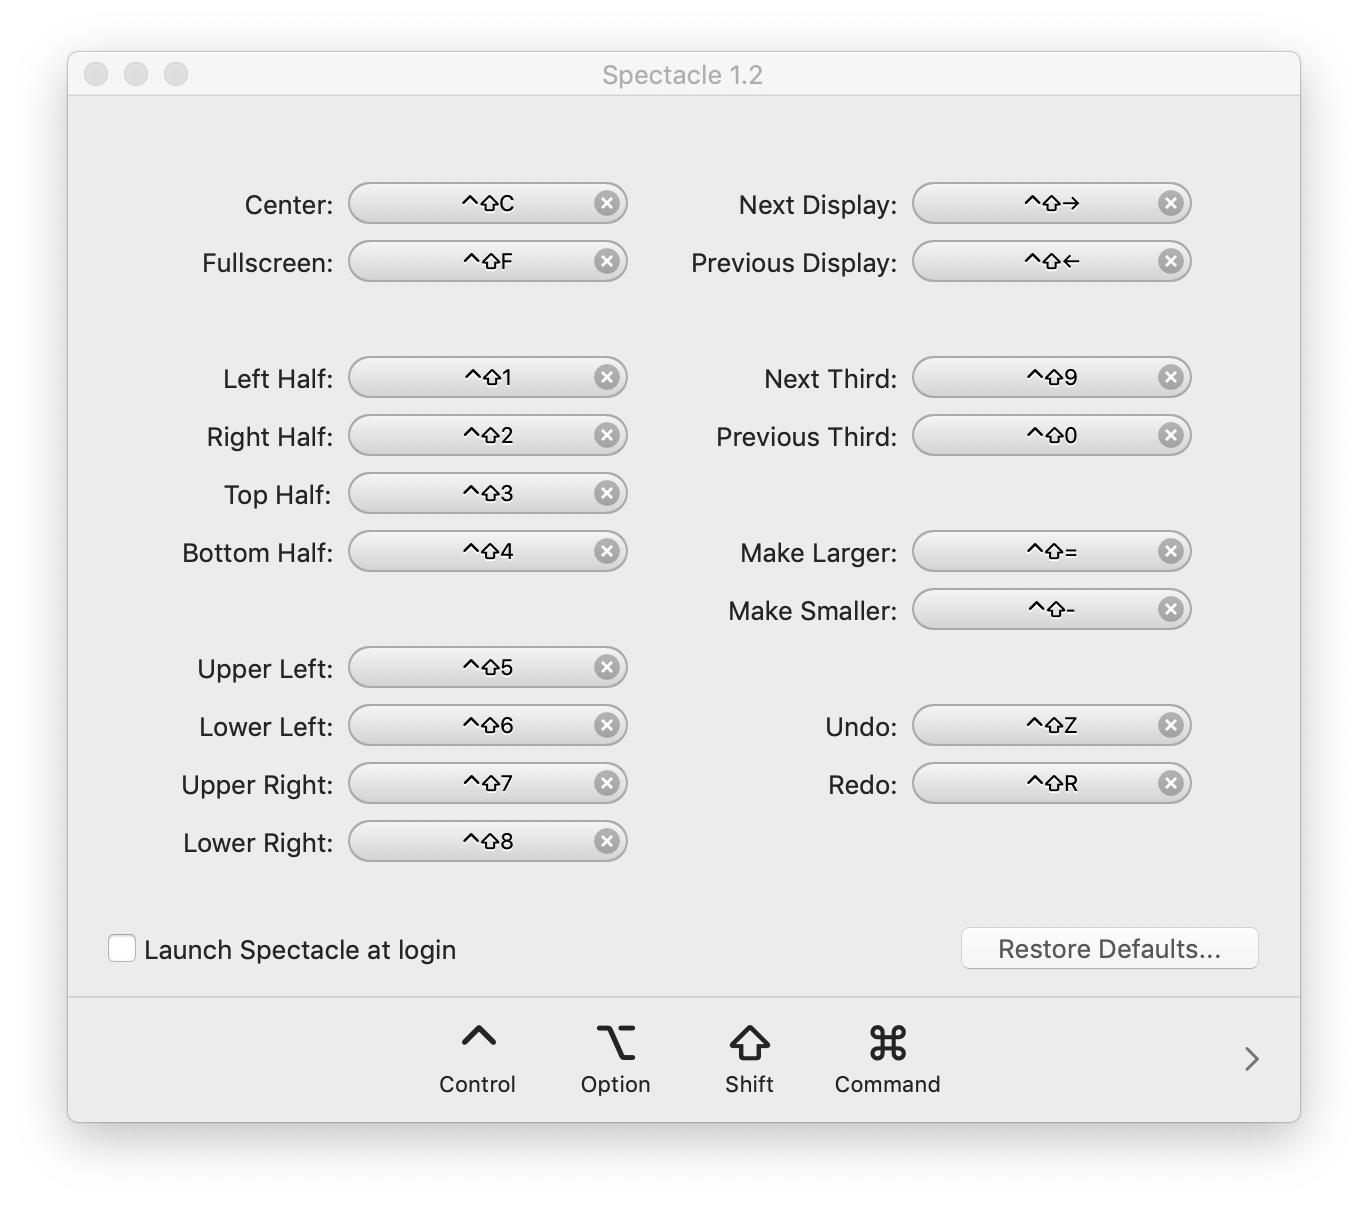 Spectacle 1.2
Center: ^⇧C
Fullscreen: ^⇧F
Left Half: ^⇧1
Right Half: ^⇧2
Top Half: ^⇧3
Bottom Half: ^⇧4
Upper Left: ^⇧5
Lower Left: ^⇧6
Upper Right: ^⇧7
Lower Right: ^⇧8
Next Display: ^⇧→
Previous Display: ^⇧←
Next Third: ^⇧9
Previous Third: ^⇧0
Make Larger: ^⇧=
Make Smaller: ^⇧-
Undo: ^⇧Z
Redo: ^⇧R
Launch Spectacle at login
Restore Defaults...
^ ⌥ ⇧ ⌘
Control Option Shift Command